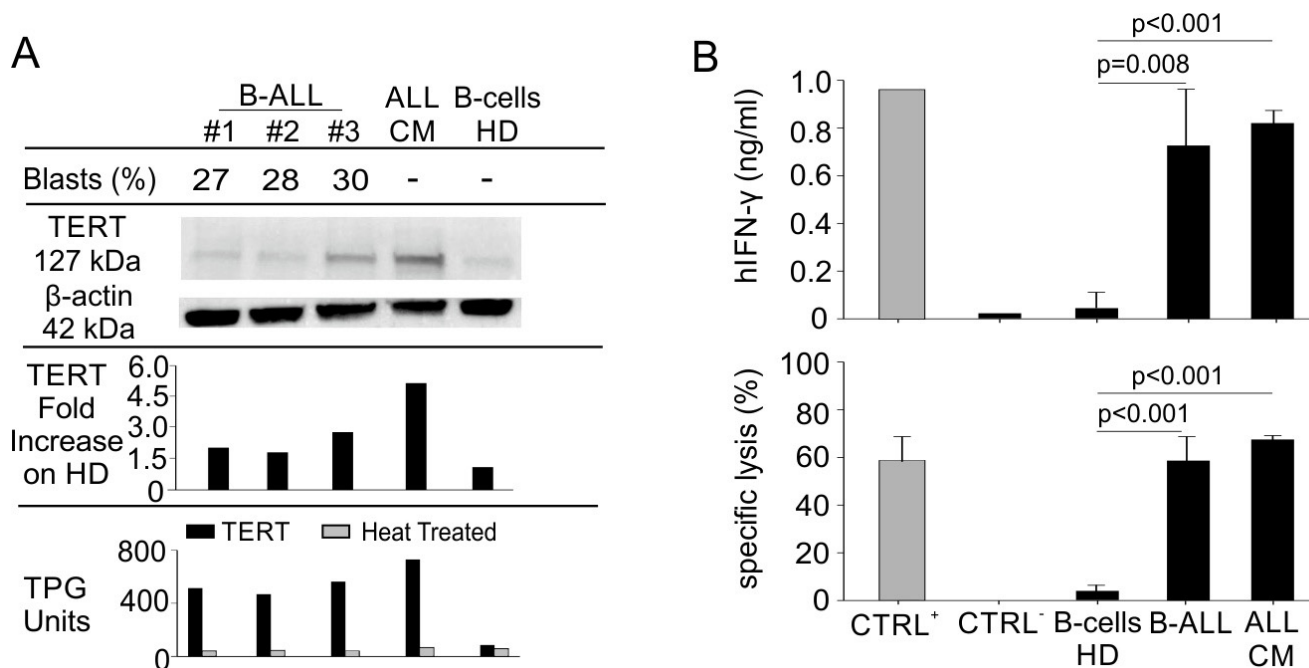 A
B-ALL ALL B-cells
#1 #2 #3 CM HD
Blasts (%) 27 28 30 - -
TERT
127 kDa
β-actin
42 kDa
TERT
Fold
Increase
on HD
6.0
4.5
3.0
1.5
0
TERT Heat Treated
TPG
Units
800
400
0
B
p<0.001
p=0.008
hIFN-γ (ng/ml)
1.0
0.8
0.6
0.4
0.2
0
p<0.001
p<0.001
specific lysis (%)
100
80
60
40
20
0
CTRL⁺ CTRL⁻ B-cells B-ALL ALL
HD CM